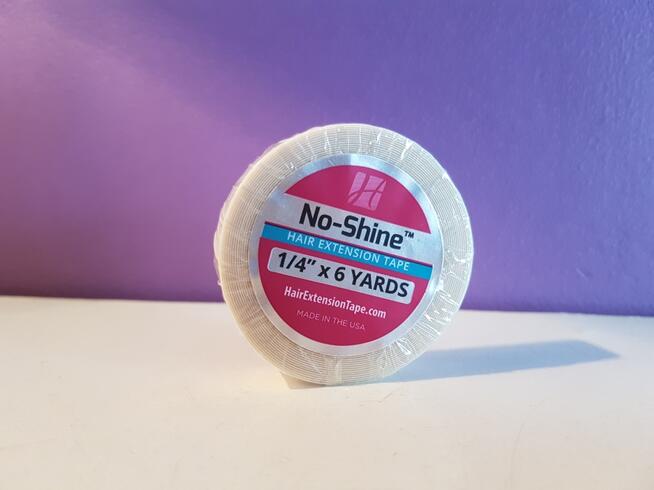 No-Shine™
HAIR EXTENSION TAPE
1/4" x 6 YARDS
HairExtensionTape.com
MADE IN THE USA